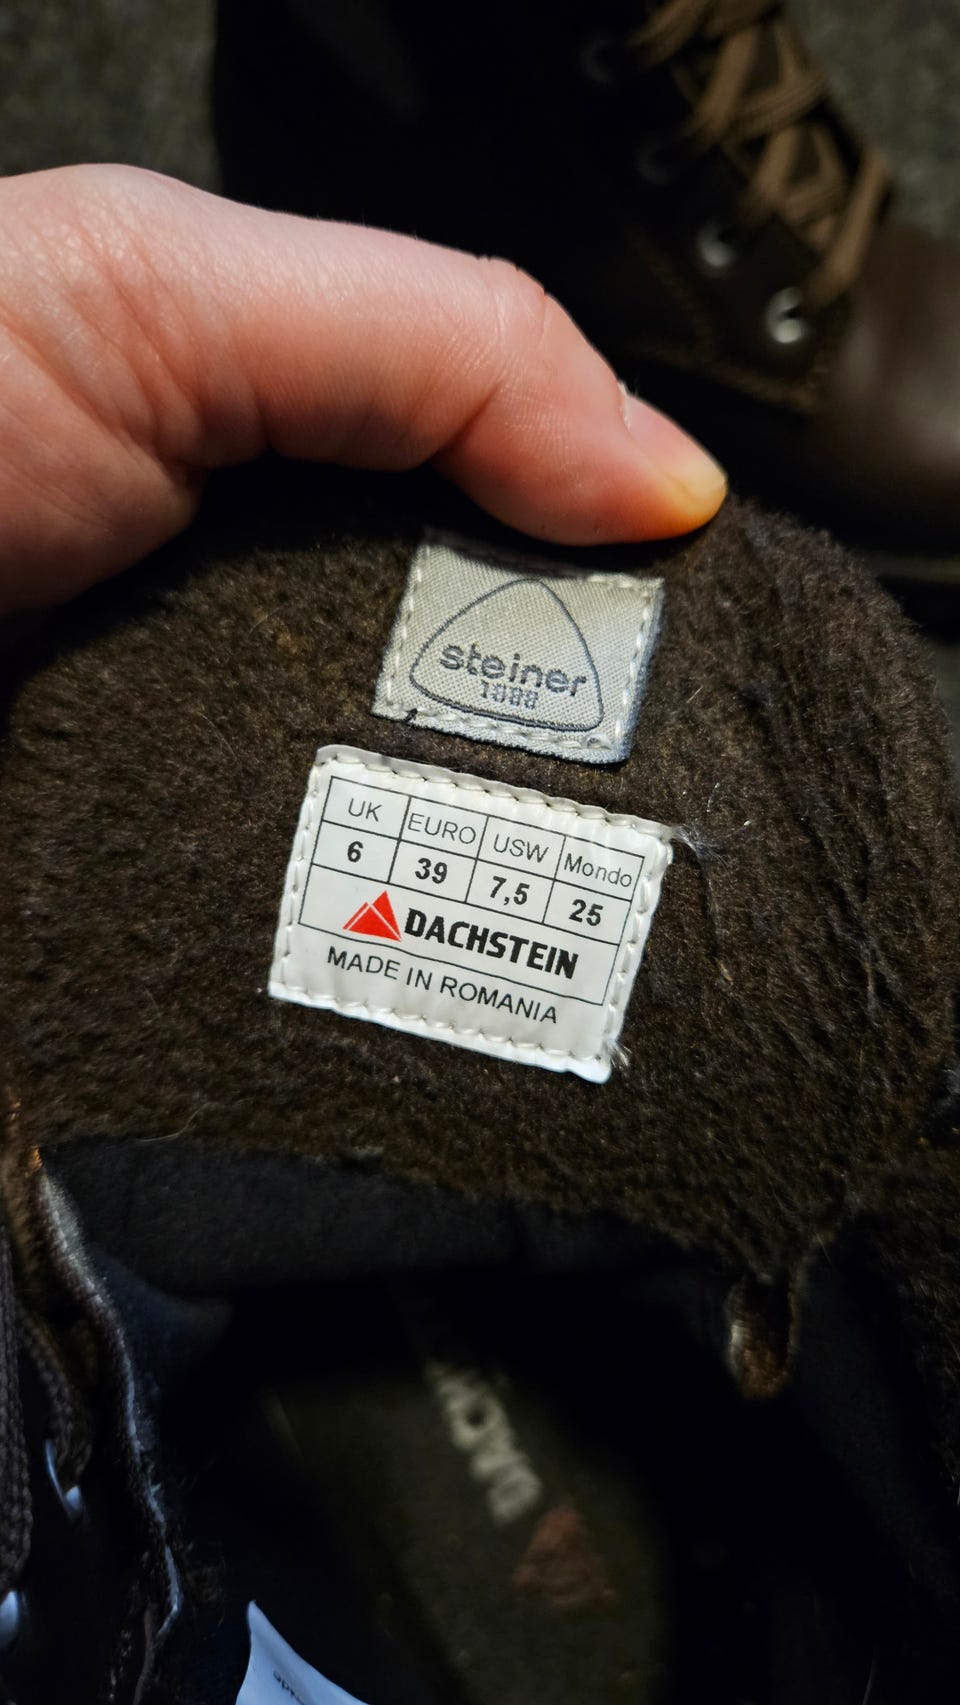 steiner
1888
UK EURO USW Mondo
6 39 7,5 25
DACHSTEIN
MADE IN ROMANIA